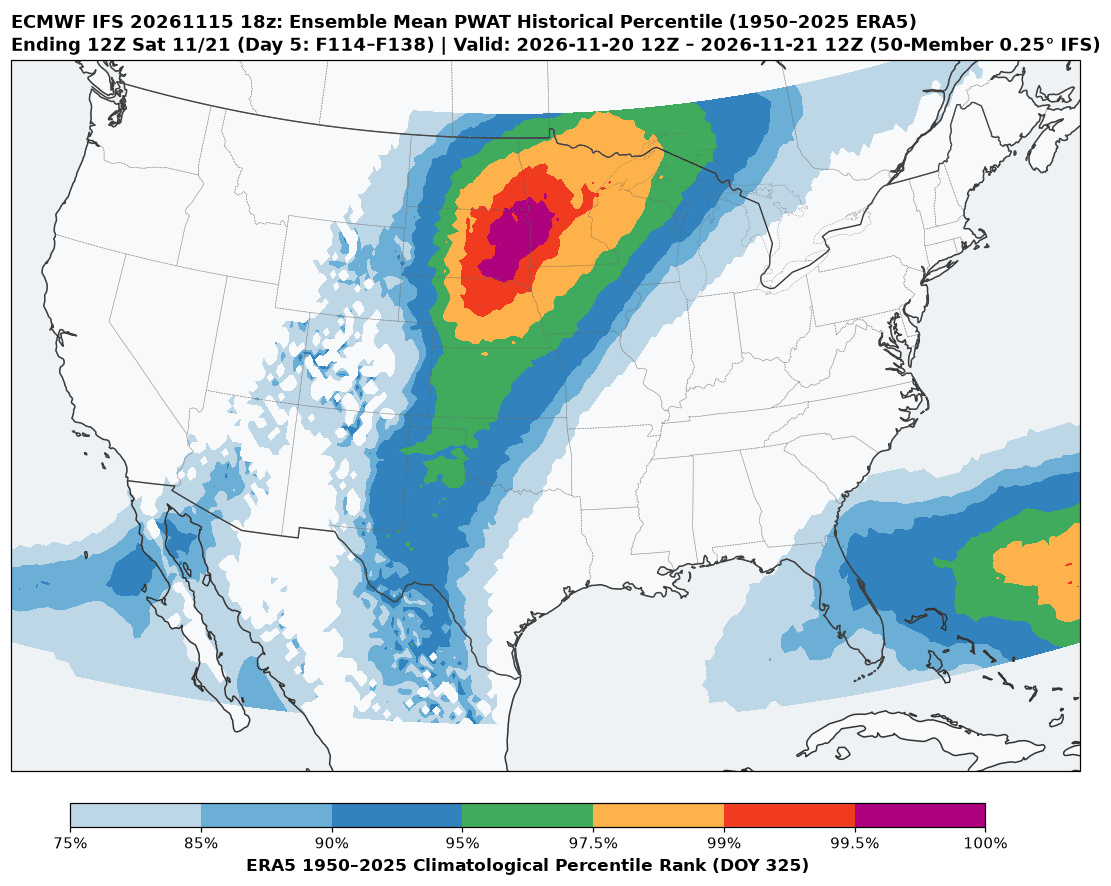 ECMWF IFS 20261115 18z: Ensemble Mean PWAT Historical Percentile (1950–2025 ERA5)
Ending 12Z Sat 11/21 (Day 5: F114–F138) | Valid: 2026-11-20 12Z – 2026-11-21 12Z (50-Member 0.25° IFS)
75% 85% 90% 95% 97.5% 99% 99.5% 100%
ERA5 1950–2025 Climatological Percentile Rank (DOY 325)